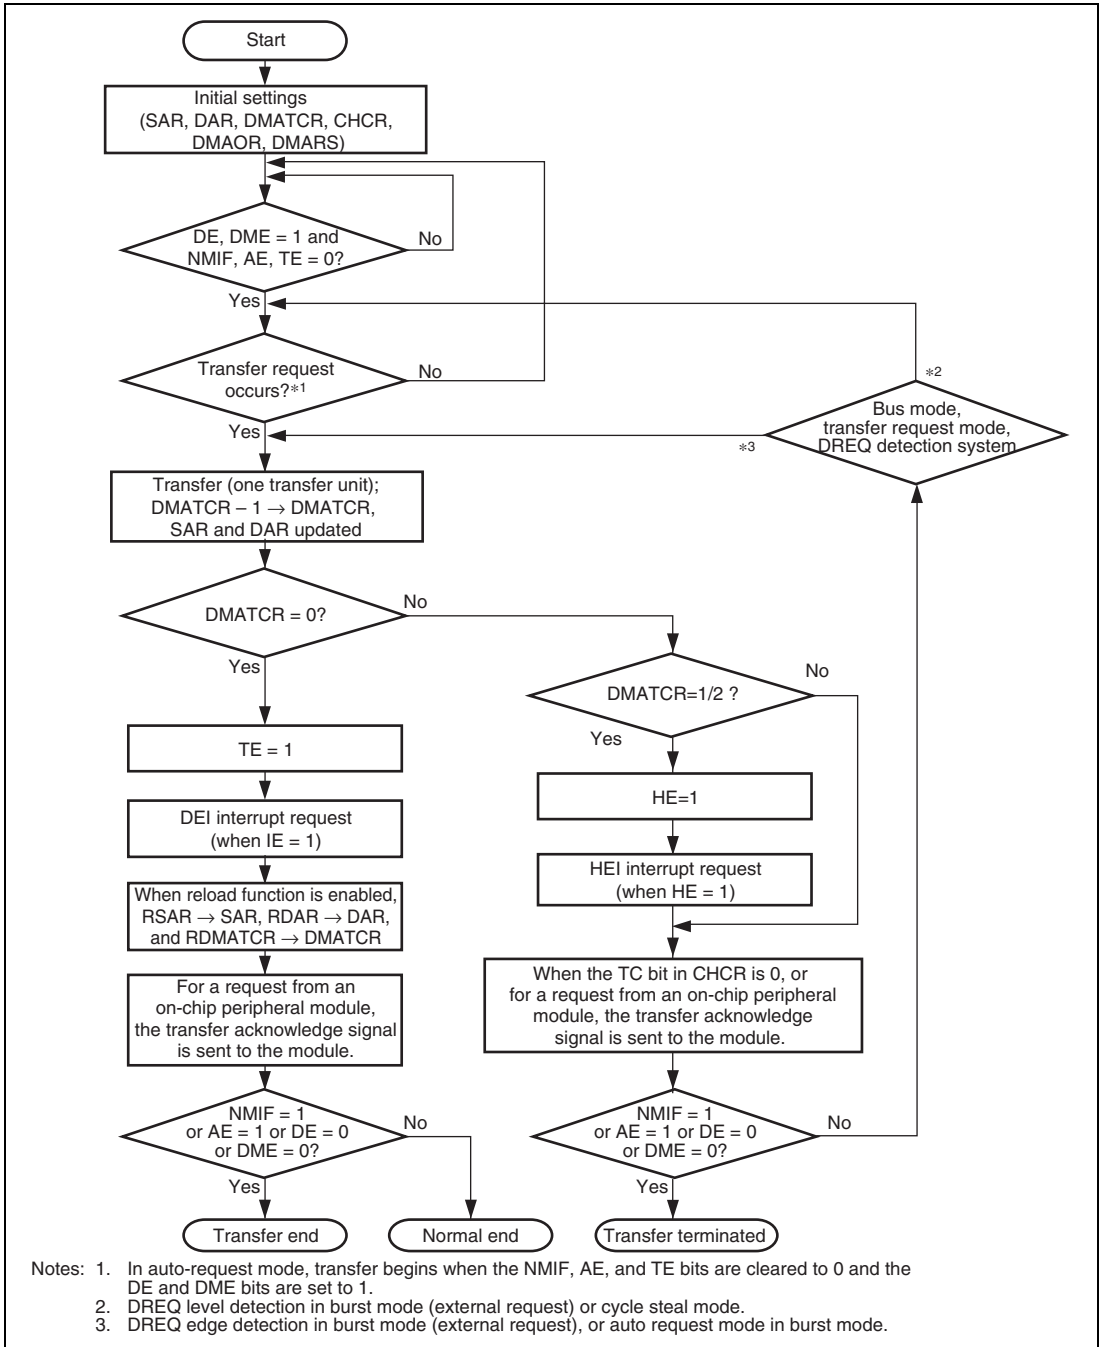 Start
Initial settings
(SAR, DAR, DMATCR, CHCR,
DMAOR, DMARS)
DE, DME = 1 and
NMIF, AE, TE = 0?
No
Yes
Transfer request
occurs?*1
No
Yes
*2
Bus mode,
transfer request mode,
DREQ detection system
*3
Transfer (one transfer unit);
DMATCR – 1 → DMATCR,
SAR and DAR updated
DMATCR = 0?
No
Yes
DMATCR=1/2 ?
No
Yes
TE = 1
HE=1
DEI interrupt request
(when IE = 1)
HEI interrupt request
(when HE = 1)
When reload function is enabled,
RSAR → SAR, RDAR → DAR,
and RDMATCR → DMATCR
When the TC bit in CHCR is 0, or
for a request from an on-chip peripheral
module, the transfer acknowledge
signal is sent to the module.
For a request from an
on-chip peripheral module,
the transfer acknowledge signal
is sent to the module.
NMIF = 1
or AE = 1 or DE = 0
or DME = 0?
No
Yes
NMIF = 1
or AE = 1 or DE = 0
or DME = 0?
No
Yes
Transfer end
Normal end
Transfer terminated
Notes: 1. In auto-request mode, transfer begins when the NMIF, AE, and TE bits are cleared to 0 and the
DE and DME bits are set to 1.
2. DREQ level detection in burst mode (external request) or cycle steal mode.
3. DREQ edge detection in burst mode (external request), or auto request mode in burst mode.